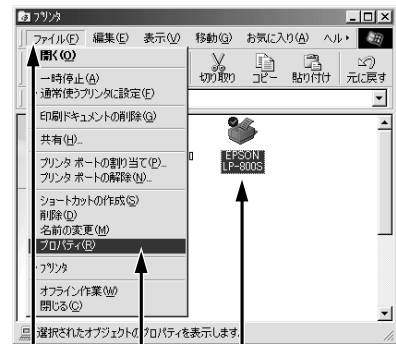 プリンタ
ファイル(F) 編集(E) 表示(V) 移動(G) お気に入り(A) ヘル
開く(O)
切り取り コピー 貼り付け 元に戻す
一時停止(A)
通常使うプリンタに設定(F)
印刷ドキュメントの削除(G)
共有(H)...
プリンタ ポートの割り当て(P)...
プリンタ ポートの解除(N)...
ショートカットの作成(S)
削除(D)
名前の変更(M)
プロパティ(R)
プリンタ
オフライン作業(W)
閉じる(C)
EPSON
LP-800S
選択されたオブジェクトのプロパティを表示します。